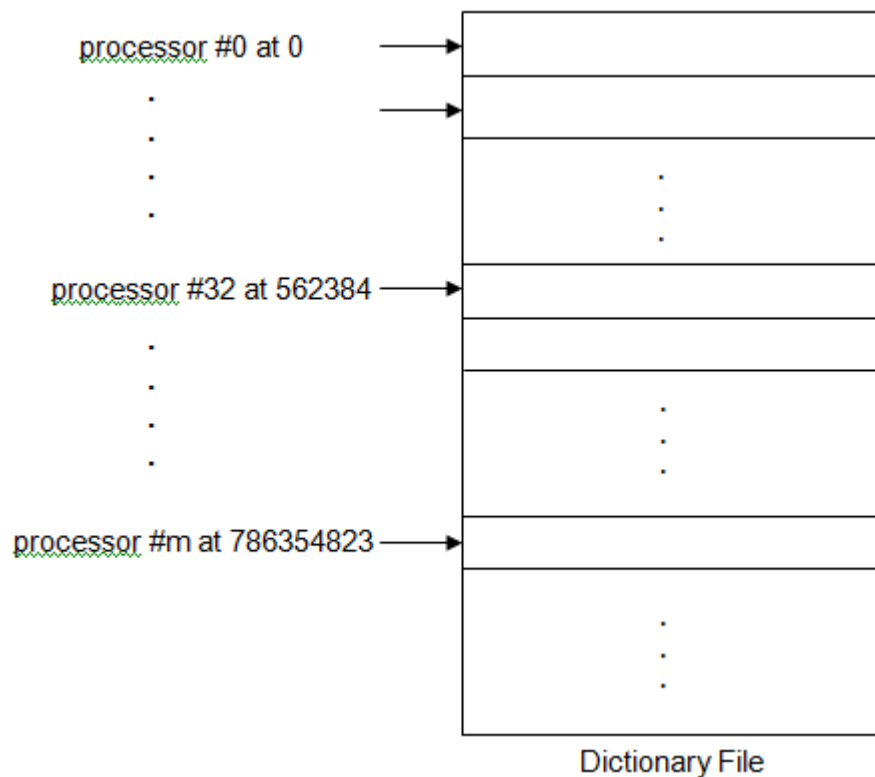 processor #0 at 0
processor #32 at 562384
processor #m at 786354823
Dictionary File